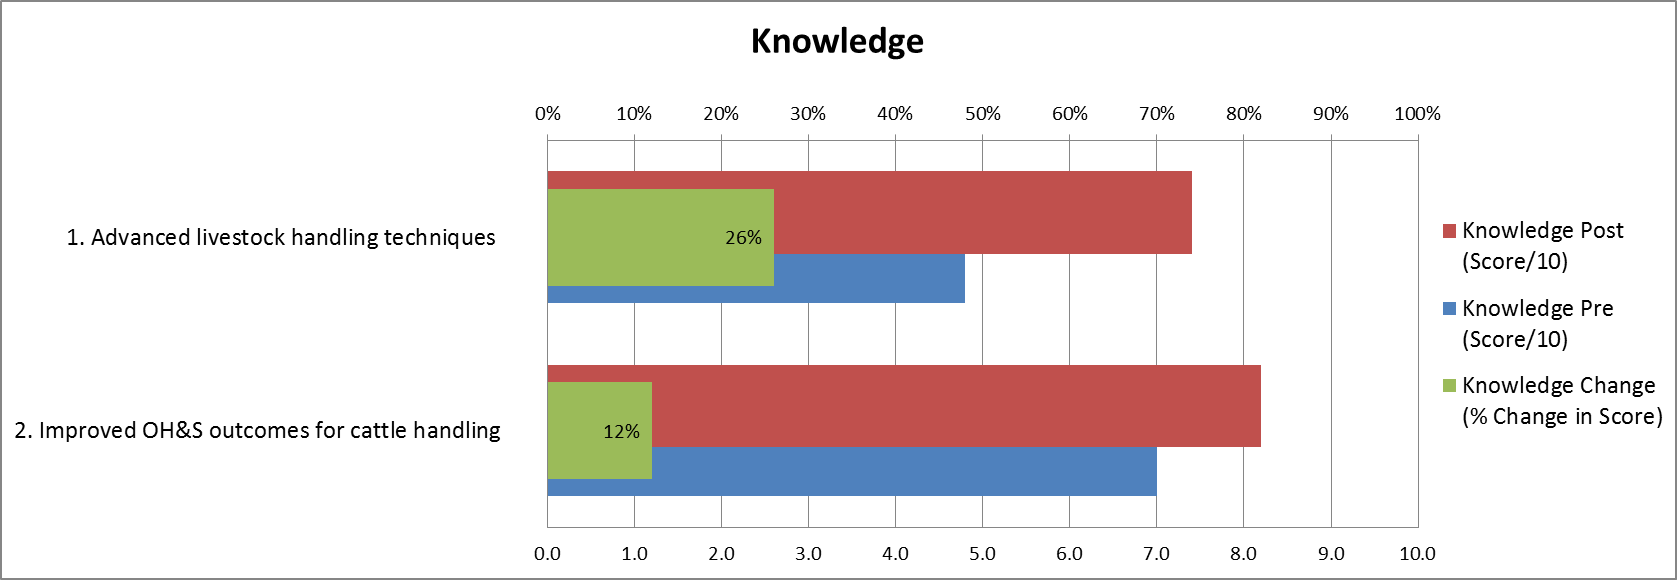 Knowledge
0% 10% 20% 30% 40% 50% 60% 70% 80% 90% 100%
1. Advanced livestock handling techniques
26%
2. Improved OH&S outcomes for cattle handling
12%
0.0 1.0 2.0 3.0 4.0 5.0 6.0 7.0 8.0 9.0 10.0
Knowledge Post
(Score/10)
Knowledge Pre
(Score/10)
Knowledge Change
(% Change in Score)